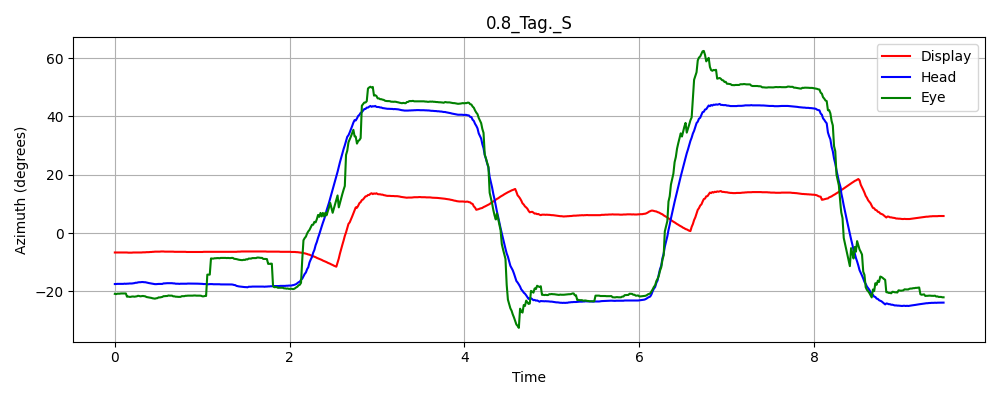 0.8_Tag._S
Azimuth (degrees)
60
40
20
0
−20
Display
Head
Eye
0 2 4 6 8
Time